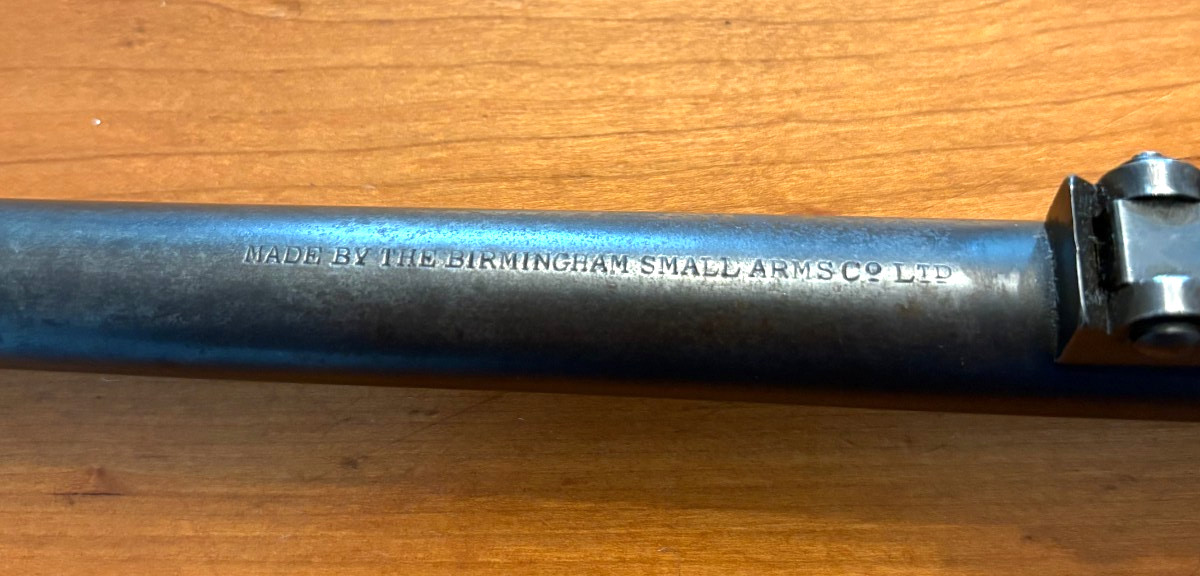 MADE BY THE BIRMINGHAM SMALL ARMS Cº LTD